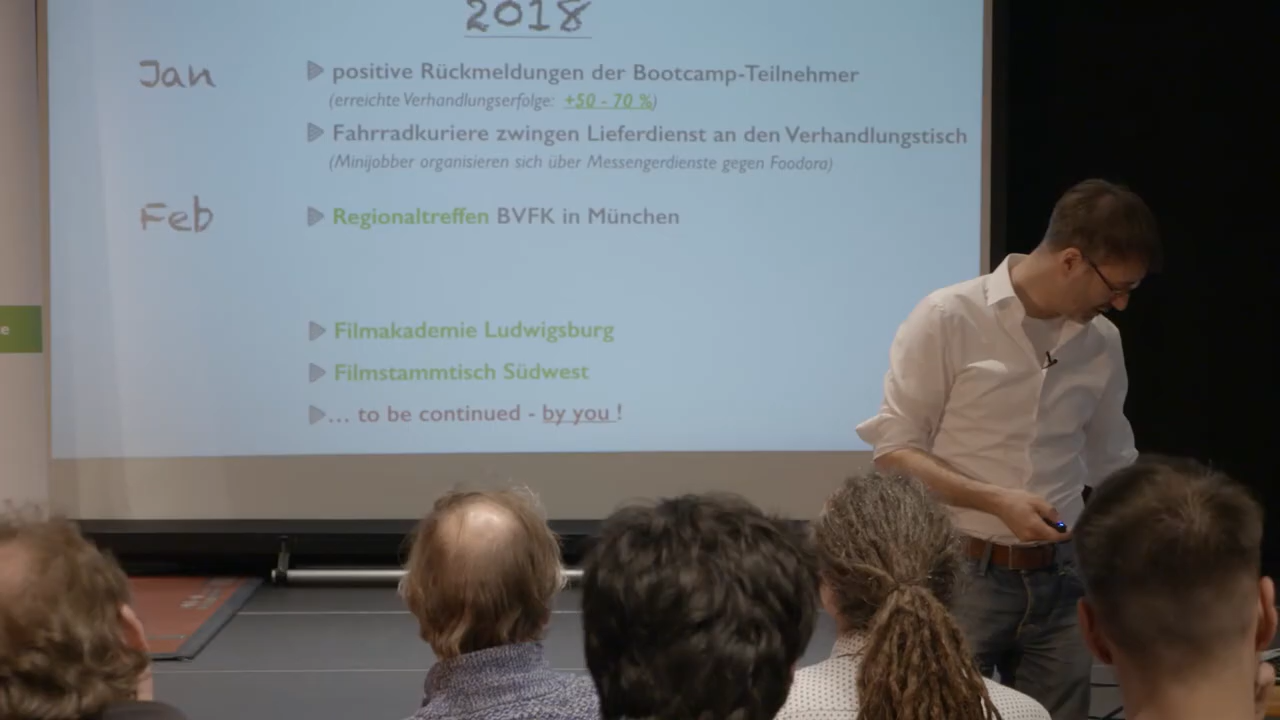 2018
Jan
positive Rückmeldungen der Bootcamp-Teilnehmer
(erreichte Verhandlungserfolge: +50 - 70 %)
Fahrradkuriere zwingen Lieferdienst an den Verhandlungstisch
(Minijobber organisieren sich über Messengerdienste gegen Foodora)
Feb
Regionaltreffen BVFK in München
e
Filmakademie Ludwigsburg
Filmstammtisch Südwest
... to be continued - by you !